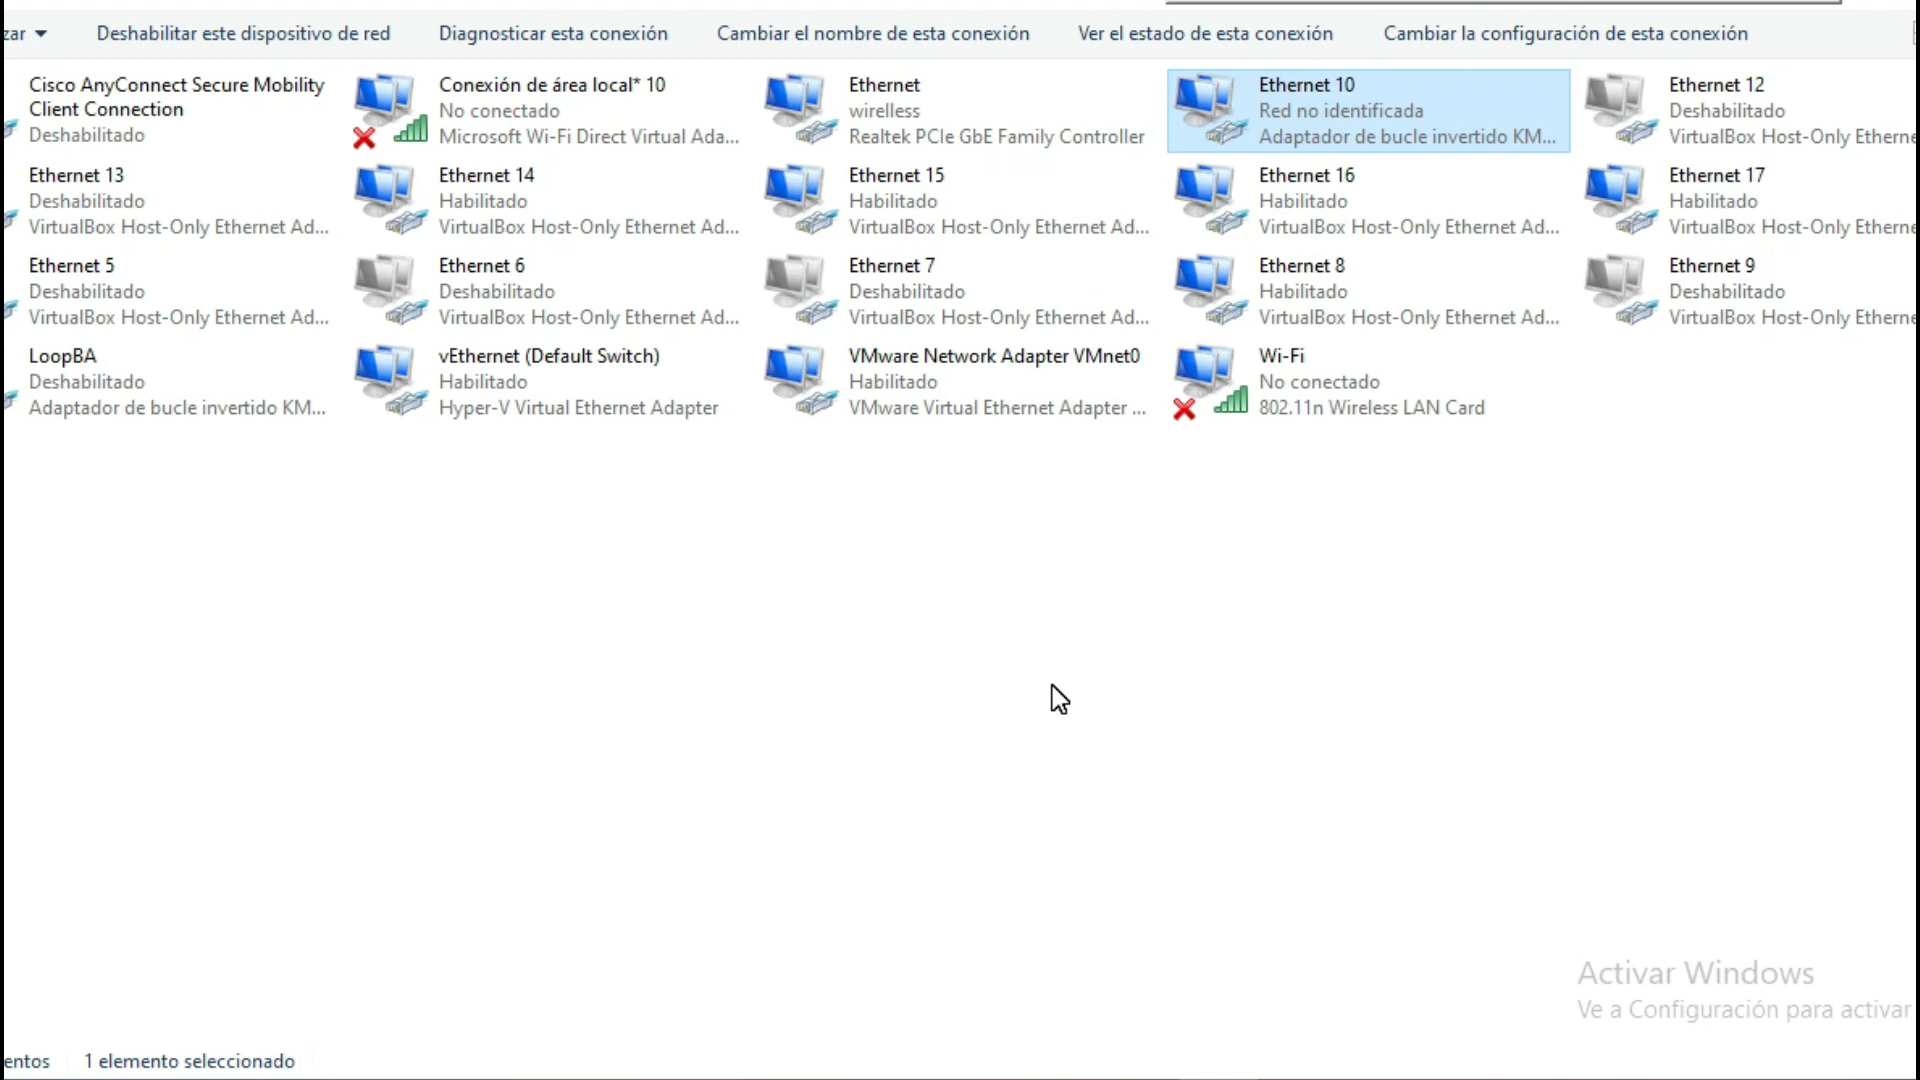 zar
Deshabilitar este dispositivo de red
Diagnosticar esta conexión
Cambiar el nombre de esta conexión
Ver el estado de esta conexión
Cambiar la configuración de esta conexión
Cisco AnyConnect Secure Mobility
Client Connection
Deshabilitado
Conexión de área local* 10
No conectado
Microsoft Wi-Fi Direct Virtual Ada...
Ethernet
wireless
Realtek PCIe GbE Family Controller
Ethernet 10
Red no identificada
Adaptador de bucle invertido KM...
Ethernet 12
Deshabilitado
VirtualBox Host-Only Etherne
Ethernet 13
Deshabilitado
VirtualBox Host-Only Ethernet Ad...
Ethernet 14
Habilitado
VirtualBox Host-Only Ethernet Ad...
Ethernet 15
Habilitado
VirtualBox Host-Only Ethernet Ad...
Ethernet 16
Habilitado
VirtualBox Host-Only Ethernet Ad...
Ethernet 17
Habilitado
VirtualBox Host-Only Etherne
Ethernet 5
Deshabilitado
VirtualBox Host-Only Ethernet Ad...
Ethernet 6
Deshabilitado
VirtualBox Host-Only Ethernet Ad...
Ethernet 7
Deshabilitado
VirtualBox Host-Only Ethernet Ad...
Ethernet 8
Habilitado
VirtualBox Host-Only Ethernet Ad...
Ethernet 9
Deshabilitado
VirtualBox Host-Only Etherne
LoopBA
Deshabilitado
Adaptador de bucle invertido KM...
vEthernet (Default Switch)
Habilitado
Hyper-V Virtual Ethernet Adapter
VMware Network Adapter VMnet0
Habilitado
VMware Virtual Ethernet Adapter ...
Wi-Fi
No conectado
802.11n Wireless LAN Card
Activar Windows
Ve a Configuración para activar
entos
1 elemento seleccionado